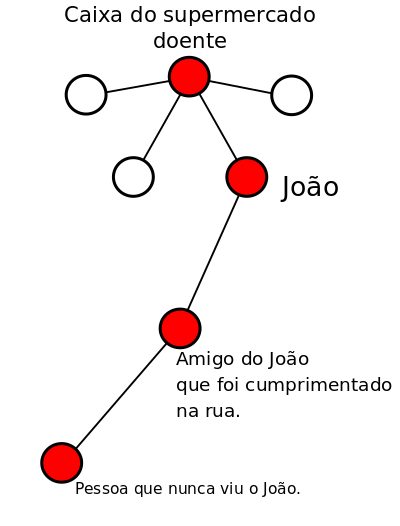 Caixa do supermercado
doente
João
Amigo do João
que foi cumprimentado
na rua.
Pessoa que nunca viu o João.